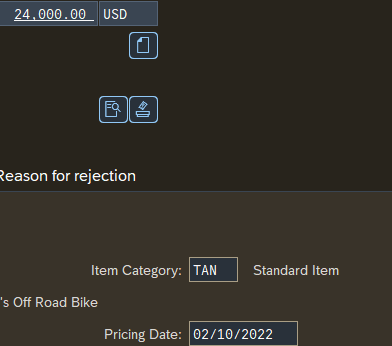 24,000.00 USD
Reason for rejection
Item Category: TAN Standard Item
's Off Road Bike
Pricing Date: 02/10/2022